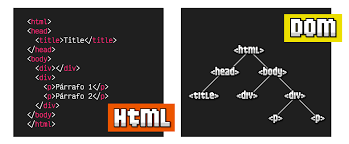 <html>
<head>
<title>Title</title>
</head>
<body>
<div></div>
<div>
<p>Párrafo 1</p>
<p>Párrafo 2</p>
</div>
</body>
</html>
HTML
DOM
<html>
<head> <body>
<title> <div> <div>
<p> <p>